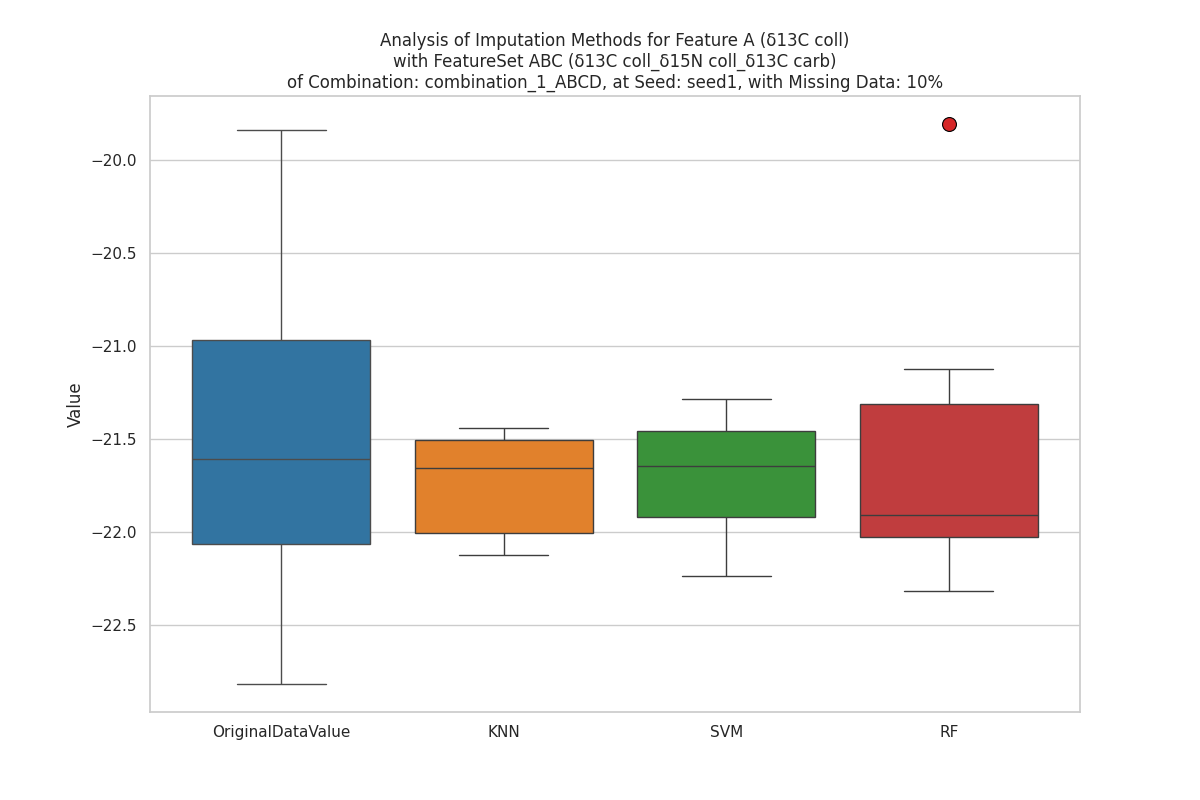 Analysis of Imputation Methods for Feature A (δ13C coll)
with FeatureSet ABC (δ13C coll_δ15N coll_δ13C carb)
of Combination: combination_1_ABCD, at Seed: seed1, with Missing Data: 10%
−20.0
−20.5
−21.0
−21.5
−22.0
−22.5
Value
OriginalDataValue
KNN
SVM
RF